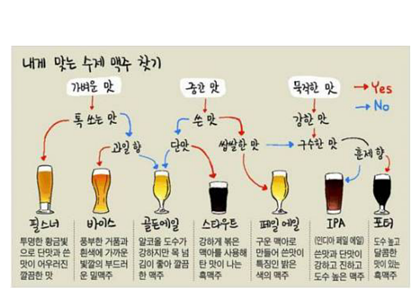 내게 맞는 수제 맥주 찾기
가벼운 맛
중한 맛
묵직한 맛
Yes
No
톡 쏘는 맛
쓴 맛
강한 맛
과일 향
단맛
쌉쌀한 맛
구수한 맛
훈제 향
필스너
투명한 황금빛
으로 단맛과 쓴
맛이 어우러진
깔끔한 맛
바이스
풍부한 거품과
흰색에 가까운
빛깔의 부드러
운 밀맥주
골든에일
알코올 도수가
강하지만 목 넘
김이 좋아 깔끔
한 맥주
스타우트
강하게 볶은
맥아를 사용해
탄 맛이 나는
흑맥주
페일 에일
구운 맥아로
만들어 쓴맛이
특징인 밝은
색의 맥주
IPA
(인디아 페일 에일)
쓴맛과 단맛이
강하고 진하고
도수 높은 맥주
포터
도수 높고
달콤한
맛이 있는
흑맥주